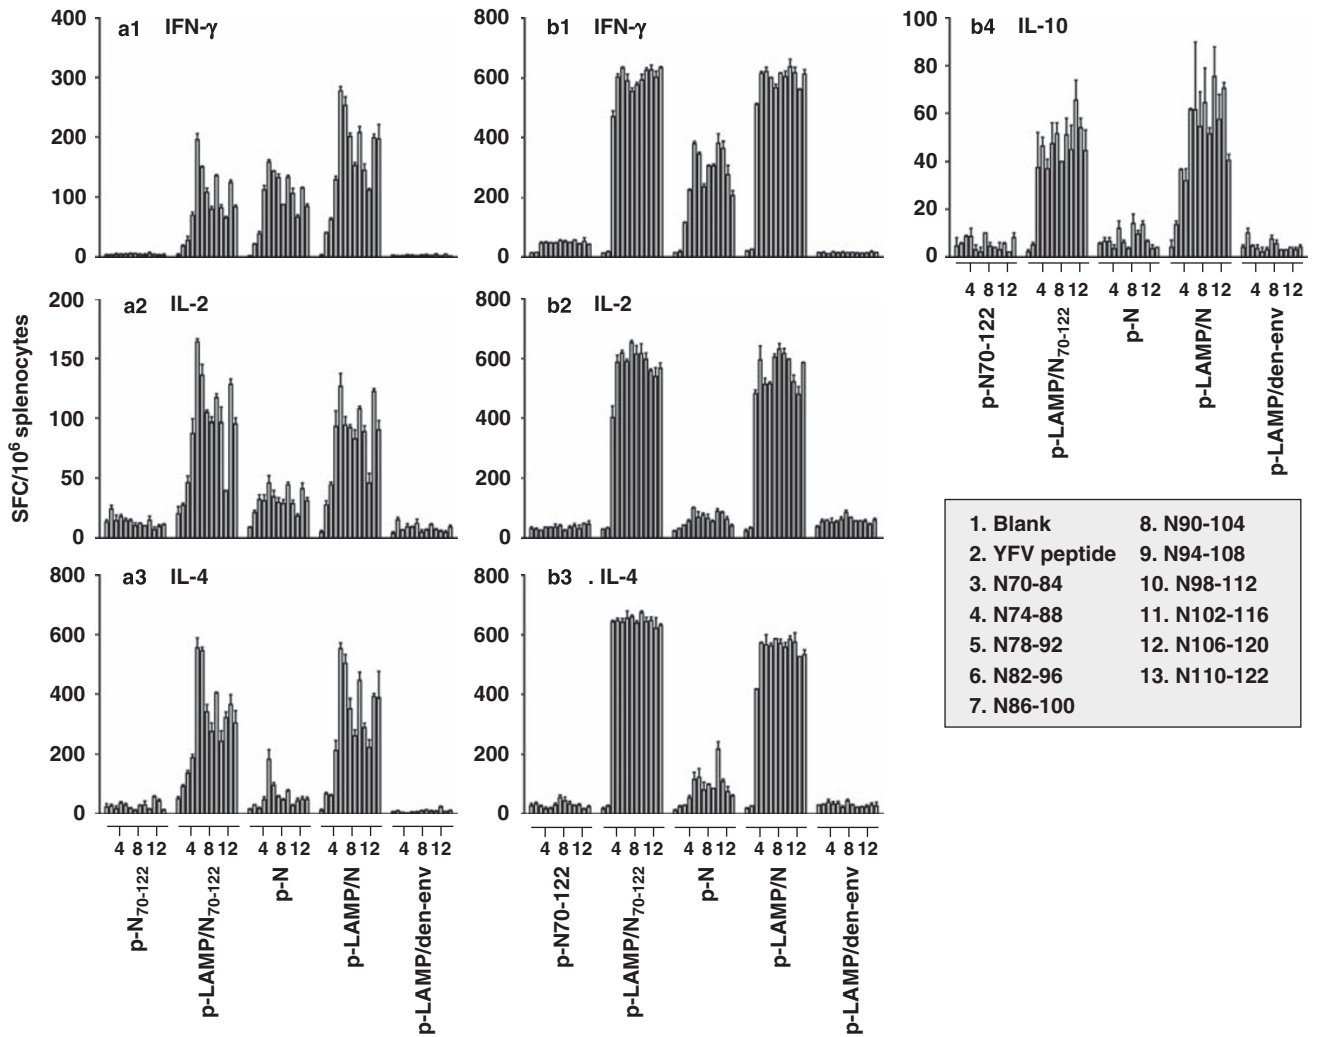 a1 IFN-γ
400
300
200
100
0
b1 IFN-γ
800
600
400
200
0
b4 IL-10
100
80
60
40
20
0
4 8 12 4 8 12 4 8 12 4 8 12 4 8 12
p-N70-122
p-LAMP/N70-122
p-N
p-LAMP/N
p-LAMP/den-env
SFC/10⁶ splenocytes
a2 IL-2
200
150
100
50
0
b2 IL-2
800
600
400
200
0
a3 IL-4
800
600
400
200
0
4 8 12 4 8 12 4 8 12 4 8 12 4 8 12
p-N70-122
p-LAMP/N70-122
p-N
p-LAMP/N
p-LAMP/den-env
b3 . IL-4
800
600
400
200
0
4 8 12 4 8 12 4 8 12 4 8 12 4 8 12
p-N70-122
p-LAMP/N70-122
p-N
p-LAMP/N
p-LAMP/den-env
1. Blank
2. YFV peptide
3. N70-84
4. N74-88
5. N78-92
6. N82-96
7. N86-100
8. N90-104
9. N94-108
10. N98-112
11. N102-116
12. N106-120
13. N110-122